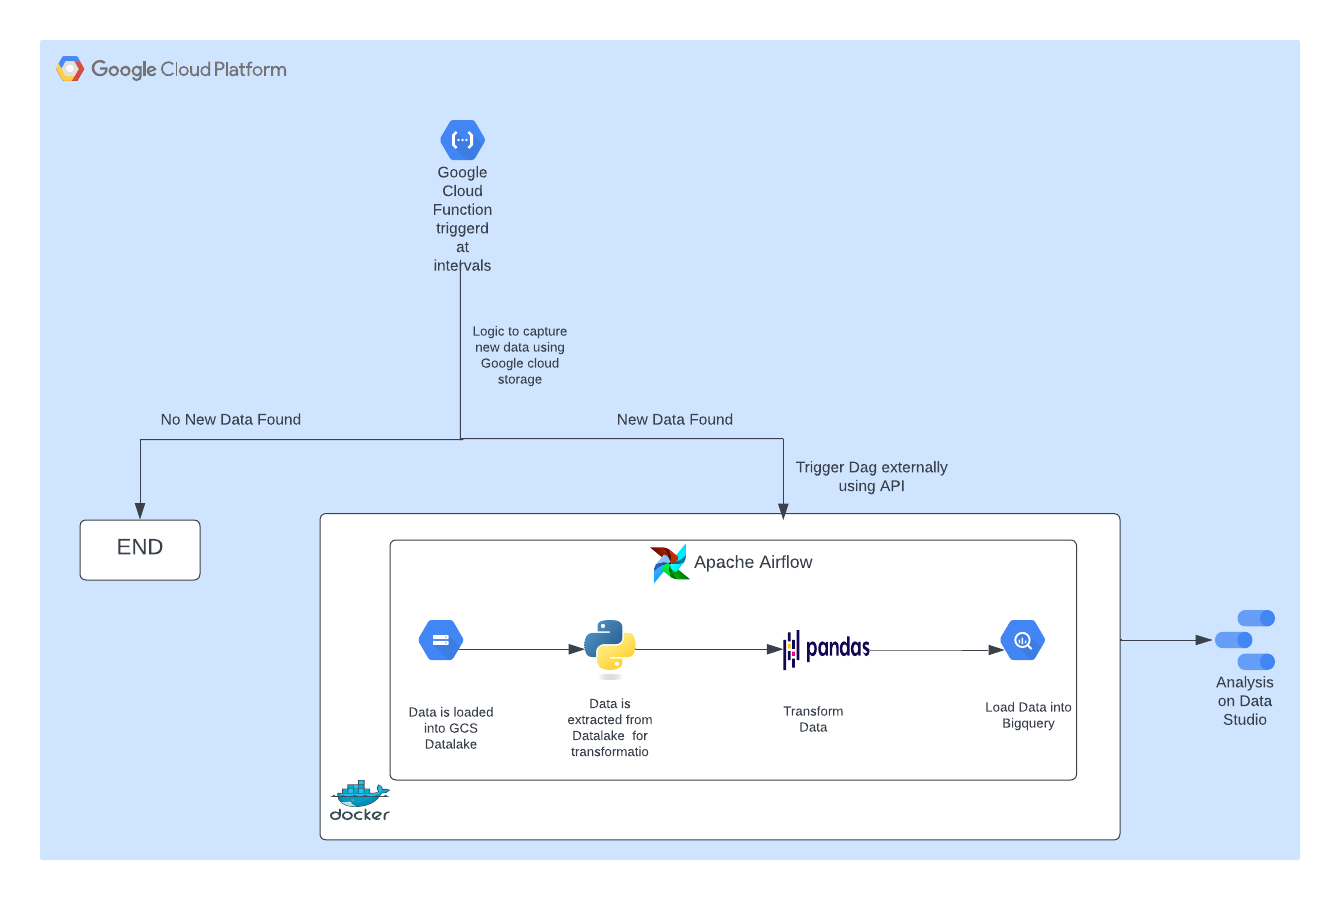 Google Cloud Platform
Google
Cloud
Function
triggerd
at
intervals
Logic to capture
new data using
Google cloud
storage
No New Data Found
New Data Found
Trigger Dag externally
using API
END
Apache Airflow
pandas
Data is loaded
into GCS
Datalake
Data is
extracted from
Datalake for
transformatio
Transform
Data
Load Data into
Bigquery
Analysis
on Data
Studio
docker